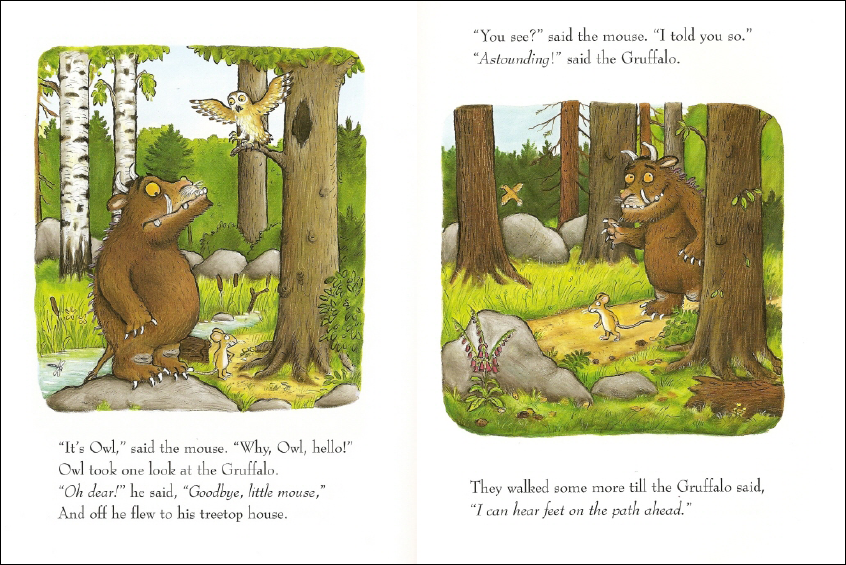 “It’s Owl,” said the mouse. “Why, Owl, hello!”
Owl took one look at the Gruffalo.
“Oh dear!” he said, “Goodbye, little mouse,”
And off he flew to his treetop house.
“You see?” said the mouse. “I told you so.”
“Astounding!” said the Gruffalo.
They walked some more till the Gruffalo said,
“I can hear feet on the path ahead.”